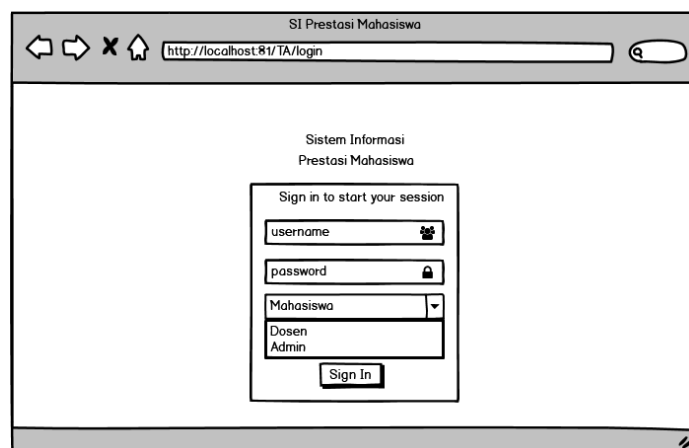 SI Prestasi Mahasiswa
http://localhost:81/TA/login
Sistem Informasi
Prestasi Mahasiswa
Sign in to start your session
username
password
Mahasiswa
Dosen
Admin
Sign In